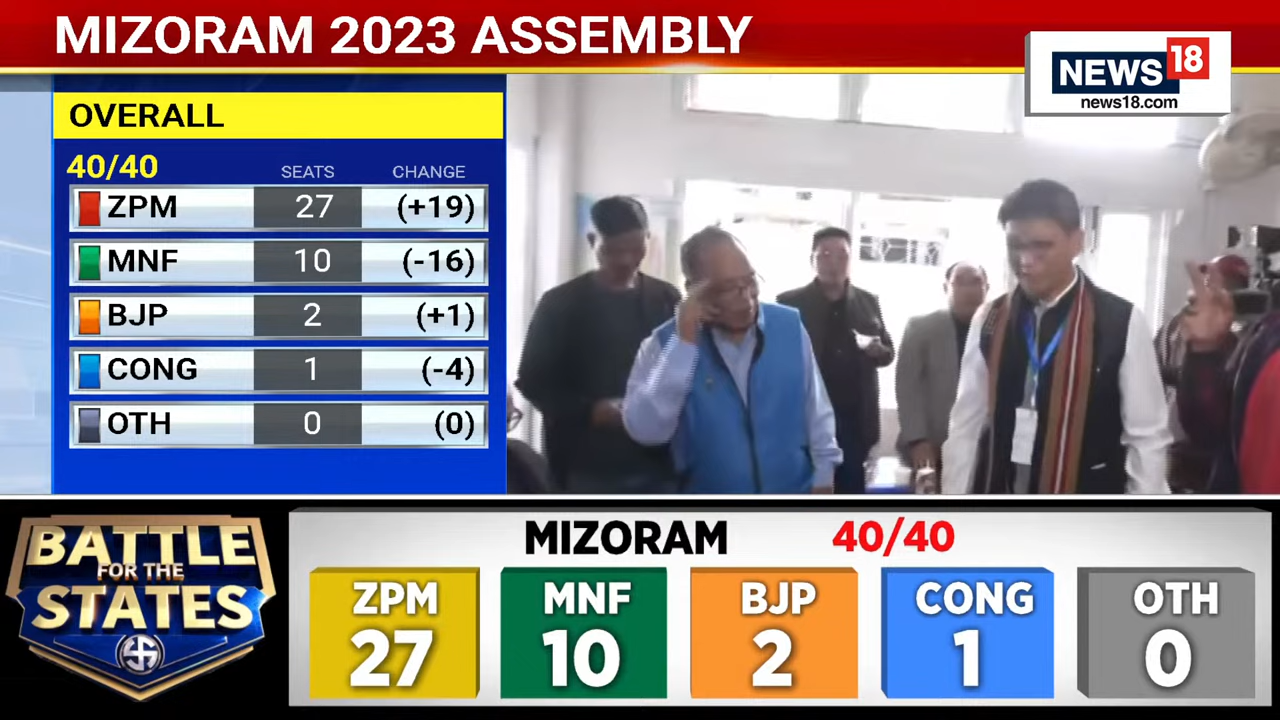 MIZORAM 2023 ASSEMBLY
NEWS18
news18.com
OVERALL
40/40 SEATS CHANGE
ZPM 27 (+19)
MNF 10 (-16)
BJP 2 (+1)
CONG 1 (-4)
OTH 0 (0)
BATTLE
FOR THE
STATES
MIZORAM 40/40
ZPM MNF BJP CONG OTH
27 10 2 1 0